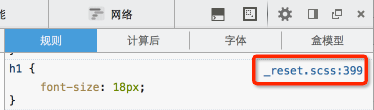 能
网络
规则 计算后 字体 盒模型
}
h1 { _reset.scss:399
font-size: 18px;
}